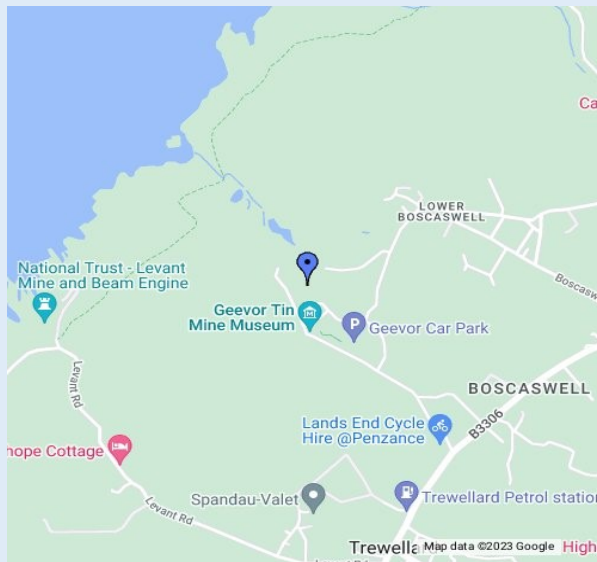 Ca
LOWER
BOSCASWELL
National Trust - Levant
Mine and Beam Engine
Boscasw
Geevor Tin
Mine Museum
P
Geevor Car Park
Levant Rd
BOSCASWELL
Lands End Cycle
Hire @Penzance
B3306
hope Cottage
Spandau-Valet
Trewellard Petrol station
Levant Rd
Trewella
Map data ©2023 Google
High